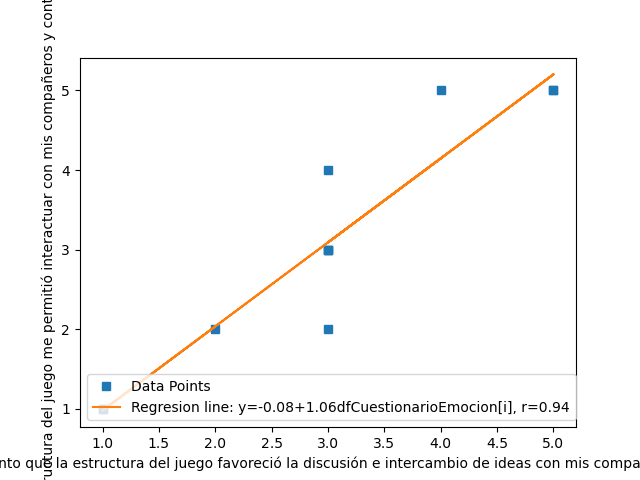 ructura del juego me permitió interactuar con mis compañeros y cont
5
4
3
2
1
Data Points
Regresion line: y=-0.08+1.06dfCuestionarioEmocion[i], r=0.94
1.0 1.5 2.0 2.5 3.0 3.5 4.0 4.5 5.0
nto que la estructura del juego favoreció la discusión e intercambio de ideas con mis compa